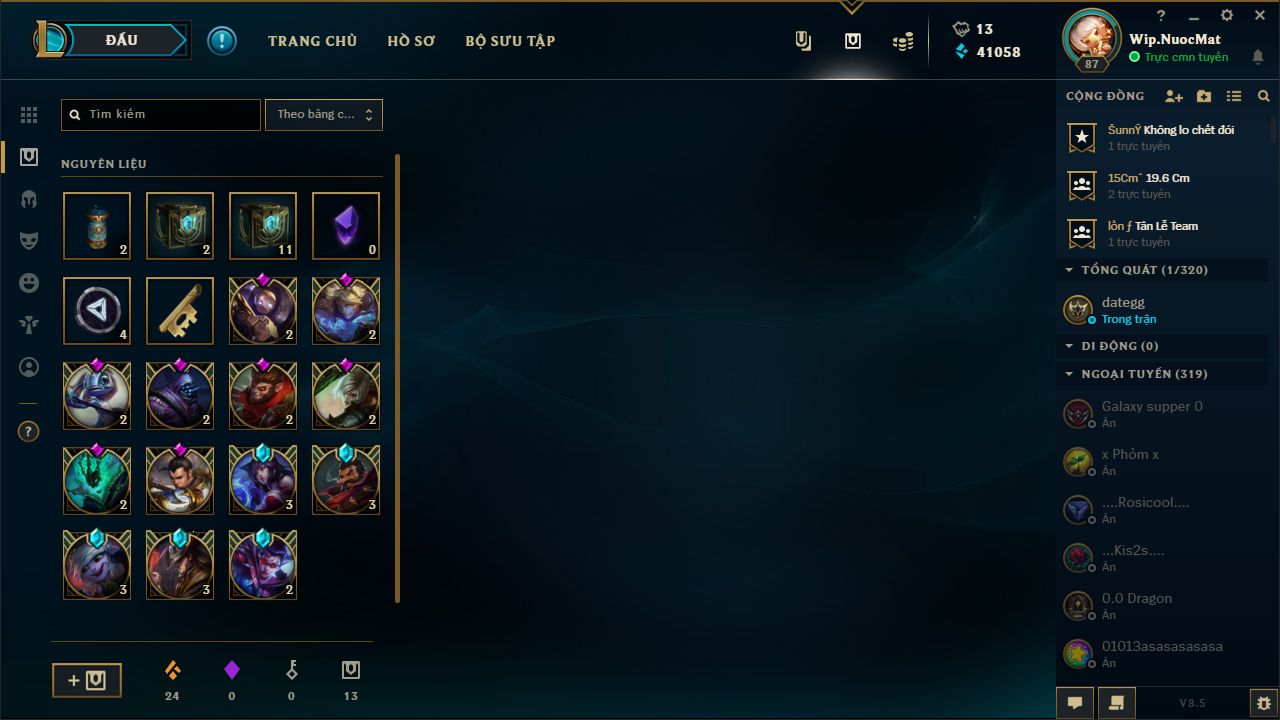 ĐẤU
TRANG CHỦ
HỒ SƠ
BỘ SƯU TẬP
13
41058
87
Wip.NuocMat
Trực cmn tuyến
Tìm kiếm
Theo bảng c...
NGUYÊN LIỆU
2
2
11
0
4
2
2
2
2
2
2
2
3
3
3
3
2
24
0
0
13
CỘNG ĐỒNG
ŠunnŸ Không lo chết đói
1 trực tuyến
15Cmˆ 19.6 Cm
2 trực tuyến
lồn ƒ Tân Lễ Team
1 trực tuyến
TỔNG QUÁT (1/320)
dategg
Trong trận
DI ĐỘNG (0)
NGOẠI TUYẾN (319)
Galaxy supper 0
Ẩn
x Phỏm x
Ẩn
....Rosicool....
Ẩn
...Kis2s....
Ẩn
0.0 Dragon
Ẩn
01013asasasasasa
Ẩn
V8.5